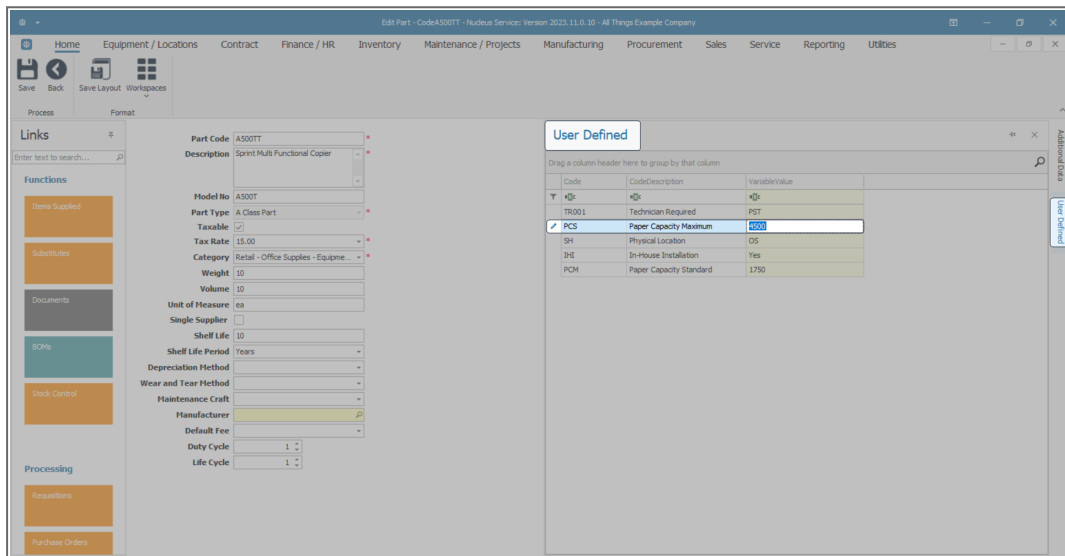 Edit Part - CodeA500TT - Nucleus Service: Version 2023.11.0.10 - All Things Example Company
Home Equipment / Locations Contract Finance / HR Inventory Maintenance / Projects Manufacturing Procurement Sales Service Reporting Utilities
Save Back Save Layout Workspaces
Process Format
Links
Enter text to search...
Functions
Items Supplied
Substitutes
Documents
BOMs
Stock Control
Processing
Requisitions
Purchase Orders
Part Code A500TT *
Description Sprint Multi Functional Copier *
Model No A500T
Part Type A Class Part *
Taxable
Tax Rate 15.00 *
Category Retail - Office Supplies - Equipme... *
Weight 10
Volume 10
Unit of Measure ea
Single Supplier
Shelf Life 10
Shelf Life Period Years
Depreciation Method
Wear and Tear Method
Maintenance Craft
Manufacturer
Default Fee
Duty Cycle 1
Life Cycle 1
User Defined
Drag a column header here to group by that column
Code CodeDescription VariableValue
TR001 Technician Required PST
PCS Paper Capacity Maximum 4500
SH Physical Location OS
IHI In-House Installation Yes
PCM Paper Capacity Standard 1750
Additional Data
User Defined